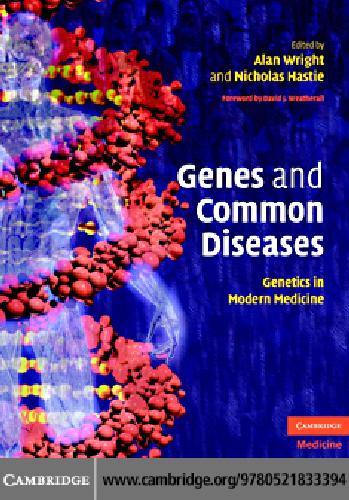 Edited by
Alan Wright
and Nicholas Hastie
Foreword by David J. Weatherall
Genes and
Common
Diseases
Genetics in
Modern Medicine
CAMBRIDGE
Medicine
CAMBRIDGE
www.cambridge.org/9780521833394